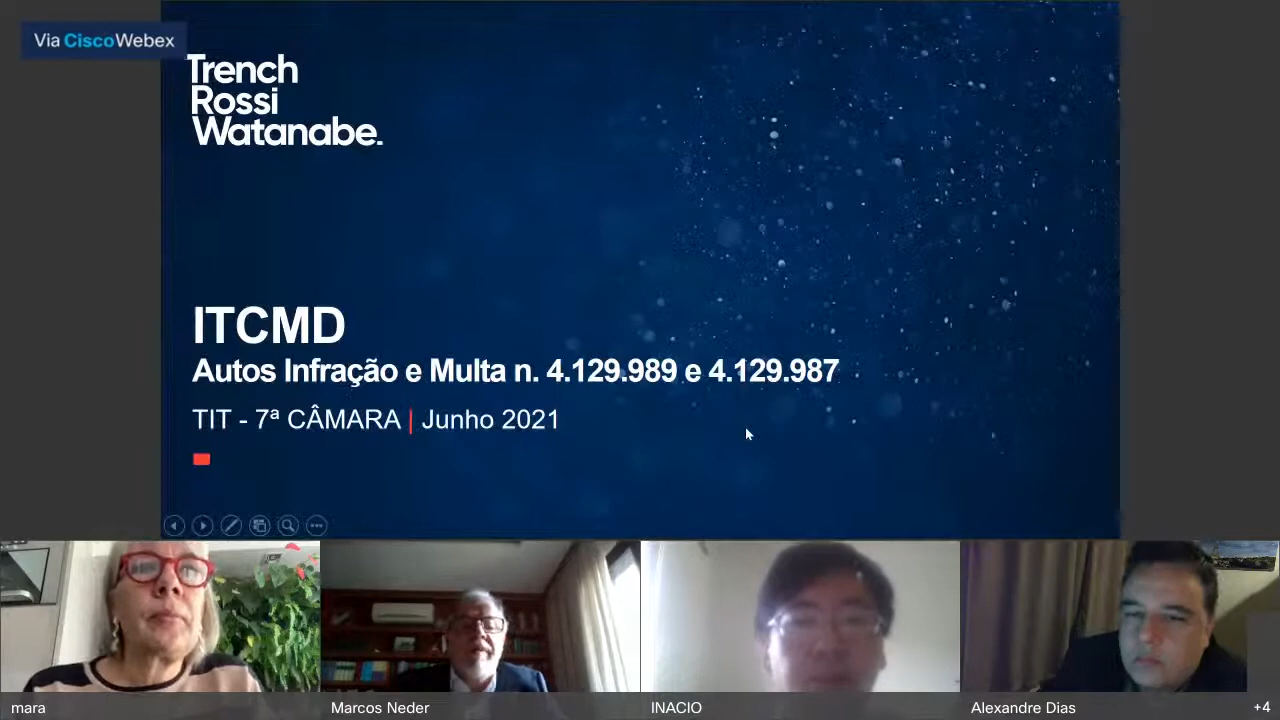 Via CiscoWebex
Trench
Rossi
Watanabe.
ITCMD
Autos Infração e Multa n. 4.129.989 e 4.129.987
TIT - 7ª CÂMARA | Junho 2021
mara
Marcos Neder
INACIO
Alexandre Dias
+4